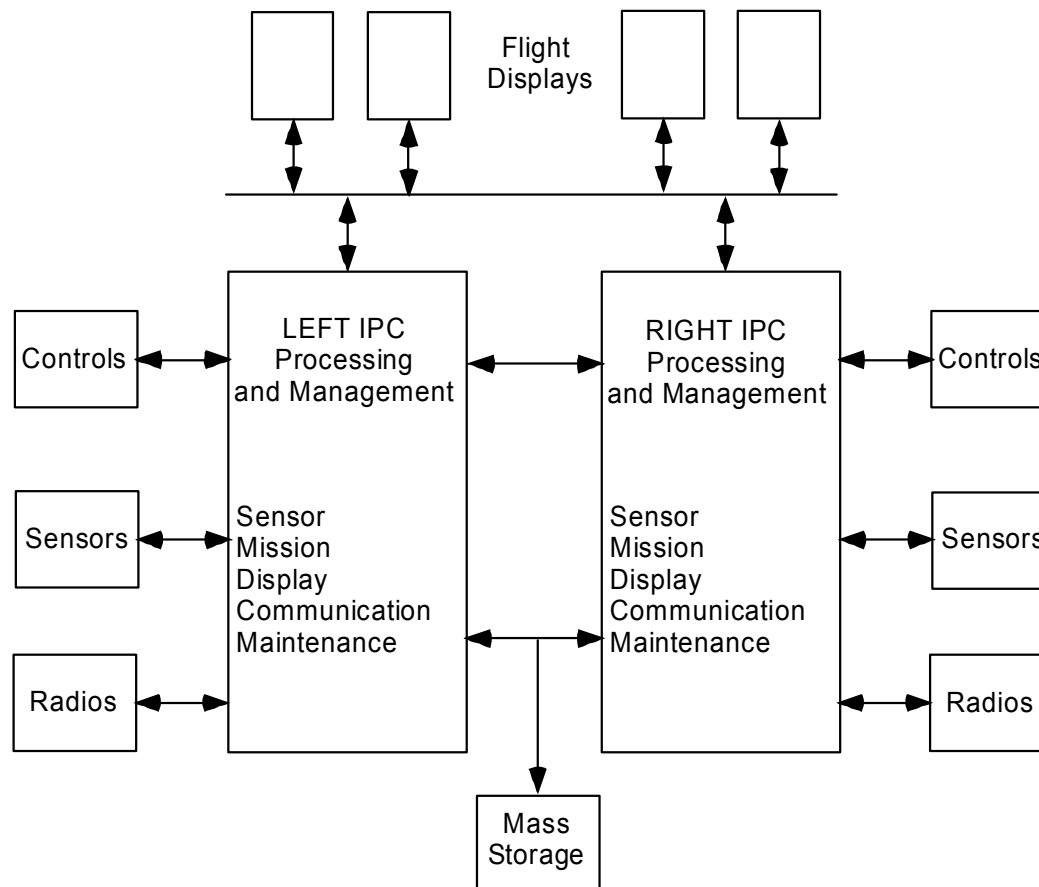 Flight
Displays
LEFT IPC
Processing
and Management
RIGHT IPC
Processing
and Management
Controls
Controls
Sensors
Sensor
Mission
Display
Communication
Maintenance
Sensor
Mission
Display
Communication
Maintenance
Sensors
Radios
Radios
Mass
Storage